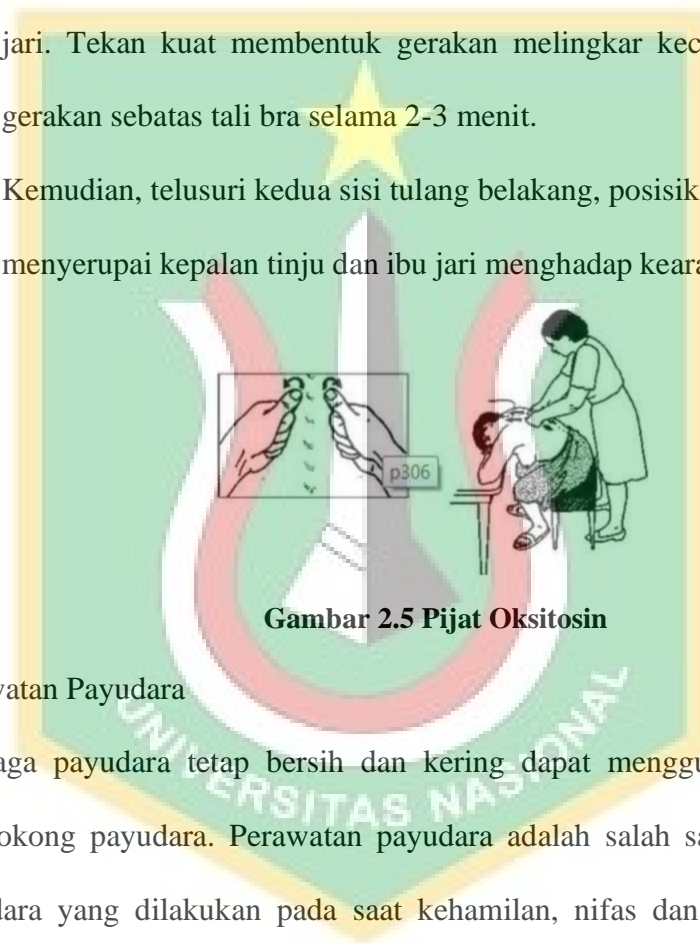 jari. Tekan kuat membentuk gerakan melingkar kec
gerakan sebatas tali bra selama 2-3 menit.
Kemudian, telusuri kedua sisi tulang belakang, posisik
menyerupai kepalan tinju dan ibu jari menghadap keara
p306
Gambar 2.5 Pijat Oksitosin
watan Payudara
aga payudara tetap bersih dan kering dapat menggu
okong payudara. Perawatan payudara adalah salah sa
dara yang dilakukan pada saat kehamilan, nifas dan
UNIVERSITAS NASIONAL